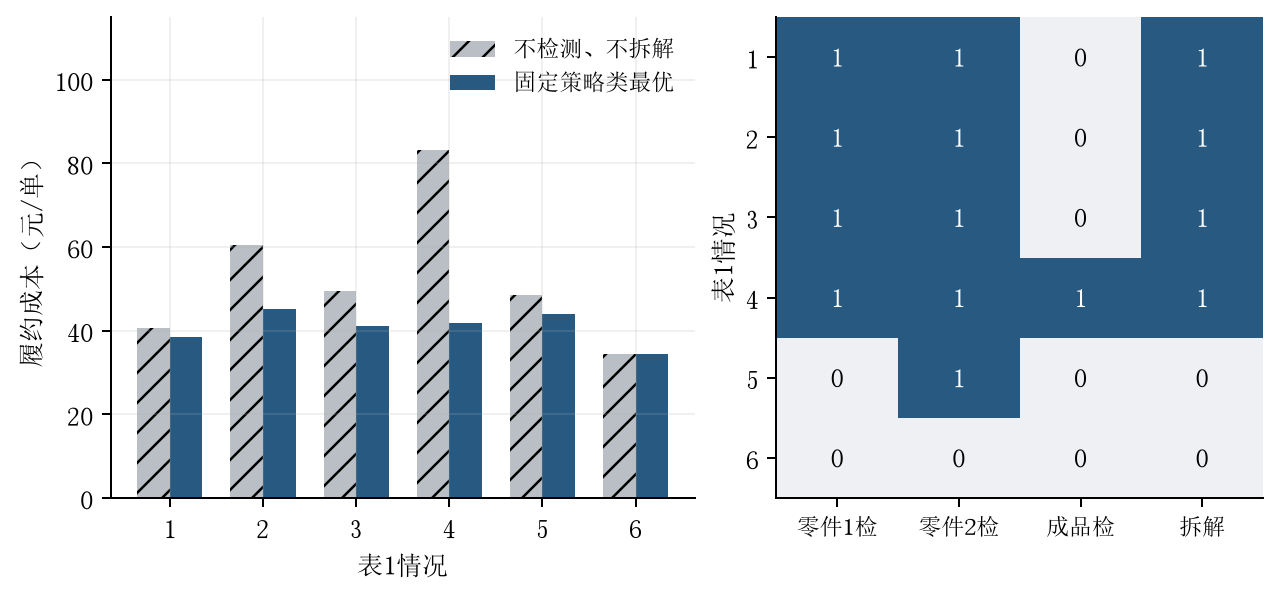 不检测、不拆解
固定策略类最优
履约成本（元/单）
100
80
60
40
20
0
1 2 3 4 5 6
表1情况
表1情况
1 1 1 0 1
2 1 1 0 1
3 1 1 0 1
4 1 1 1 1
5 0 1 0 0
6 0 0 0 0
零件1检 零件2检 成品检 拆解